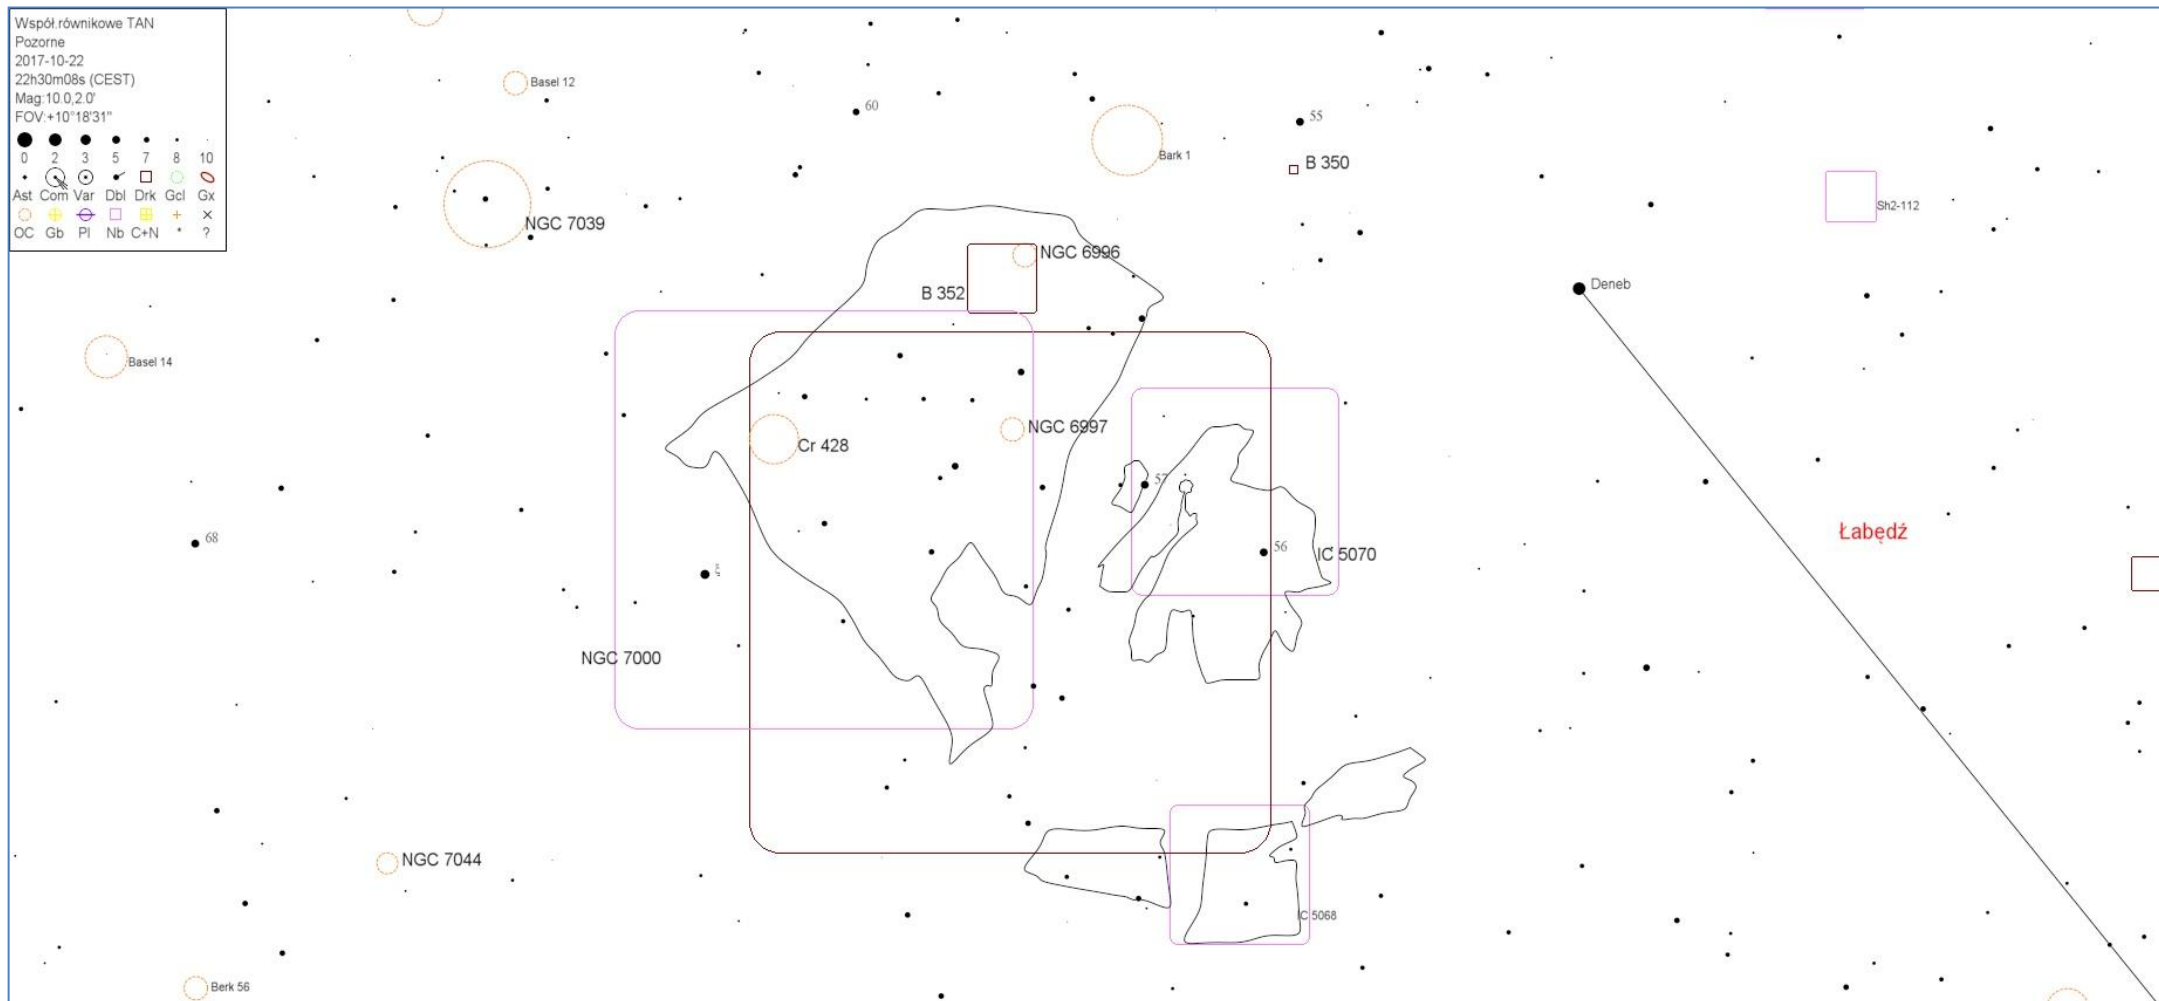 Współ.równikowe TAN
Pozorne
2017-10-22
22h30m08s (CEST)
Mag:10.0,2.0'
FOV:+10°18'31"
0 2 3 5 7 8 10
Ast Com Var Dbl Drk Gcl Gx
OC Gb Pl Nb C+N * ?
Basel 12
60
55
Bark 1
B 350
Sh2-112
NGC 7039
NGC 6996
B 352
Deneb
Basel 14
NGC 6997
Cr 428
57
68
Łabędź
56
IC 5070
ξ
NGC 7000
NGC 7044
IC 5068
Berk 56